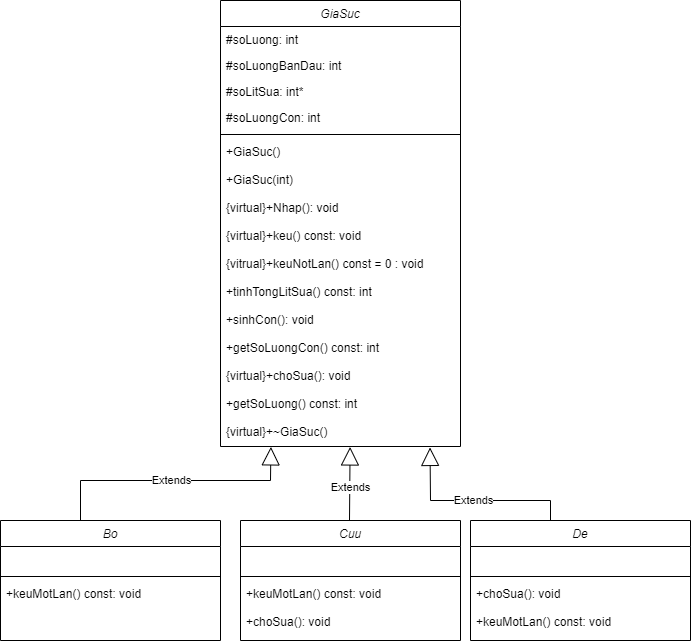 GiaSuc
#soLuong: int
#soLuongBanDau: int
#soLitSua: int*
#soLuongCon: int
+GiaSuc()
+GiaSuc(int)
{virtual}+Nhap(): void
{virtual}+keu() const: void
{vitrual}+keuNotLan() const = 0 : void
+tinhTongLitSua() const: int
+sinhCon(): void
+getSoLuongCon() const: int
{virtual}+choSua(): void
+getSoLuong() const: int
{virtual}+~GiaSuc()
Extends
Extends
Extends
Bo
+keuMotLan() const: void
Cuu
+keuMotLan() const: void
+choSua(): void
De
+choSua(): void
+keuMotLan() const: void